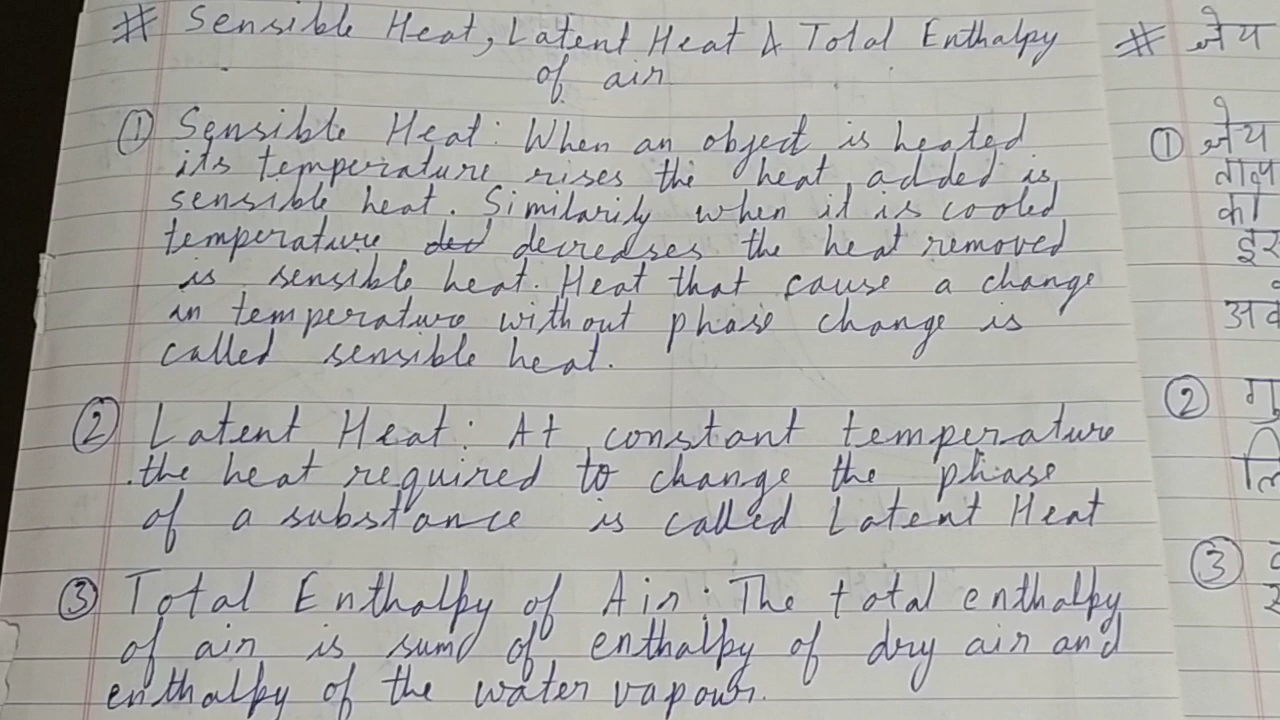 # Sensible Heat, Latent Heat & Total Enthalpy
of air
① Sensible Heat: When an object is heated
its temperature rises the heat added is
sensible heat. Similarily when it is cooled
temperature ded decreases the heat removed
is sensible heat. Heat that cause a change
in temperature without phase change is
called sensible heat.
② Latent Heat: At constant temperature
the heat required to change the phase
of a substance is called Latent Heat
③ Total Enthalpy of Air: The total enthalpy
of air is sum of enthalpy of dry air and
enthalpy of the water vapour.
# ज्ञेय
① ज्ञेय
ताप
को
②
③